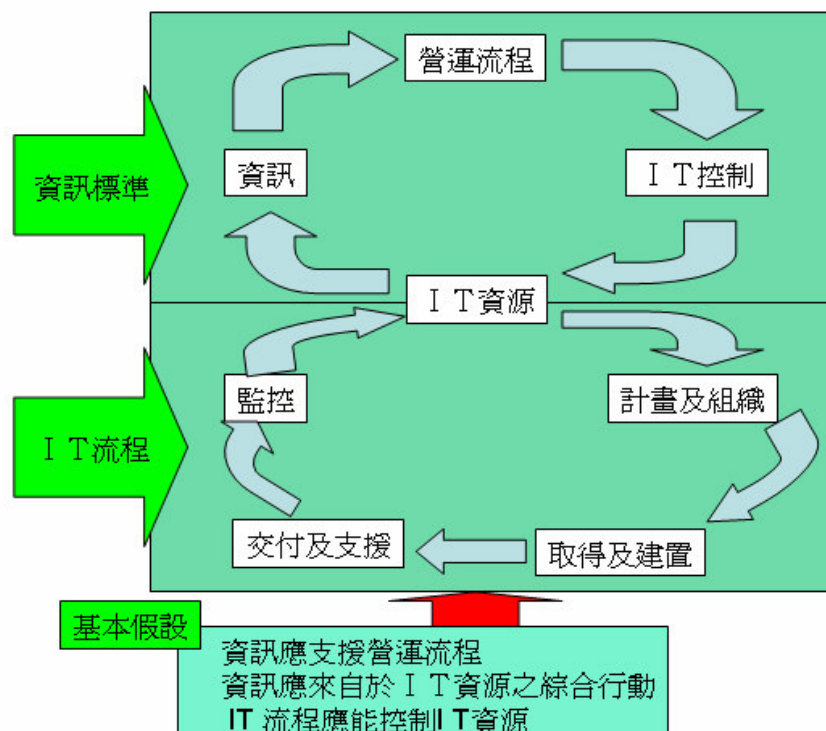 營運流程
資訊標準
資訊
ＩＴ控制
ＩＴ資源
監控
計畫及組織
ＩＴ流程
交付及支援
取得及建置
基本假設
資訊應支援營運流程
資訊應來自於ＩＴ資源之綜合行動
IT 流程應能控制IT資源